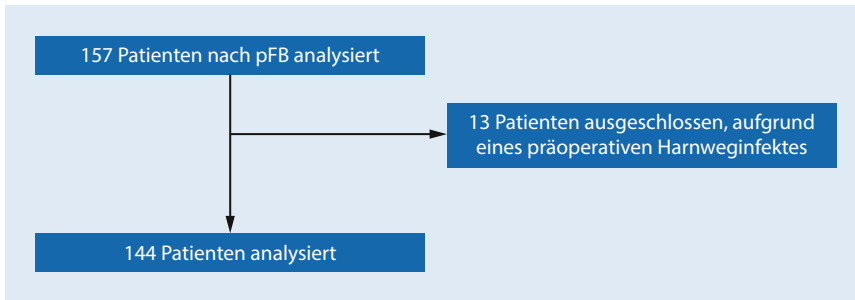 157 Patienten nach pFB analysiert
13 Patienten ausgeschlossen, aufgrund
eines präoperativen Harnweginfektes
144 Patienten analysiert